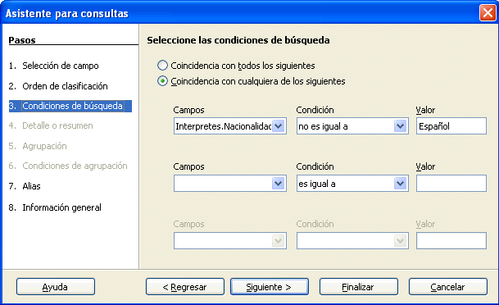 Asistente para consultas
Pasos
1. Selección de campo
2. Orden de clasificación
3. Condiciones de búsqueda
4. Detalle o resumen
5. Agrupación
6. Condiciones de agrupación
7. Alias
8. Información general
Seleccione las condiciones de búsqueda
Coincidencia con todos los siguientes
Coincidencia con cualquiera de los siguientes
Campos Condición Valor
Interpretes.Nacionalidad no es igual a Español
Campos Condición Valor
es igual a
Campos Condición Valor
Ayuda < Regresar Siguiente > Finalizar Cancelar